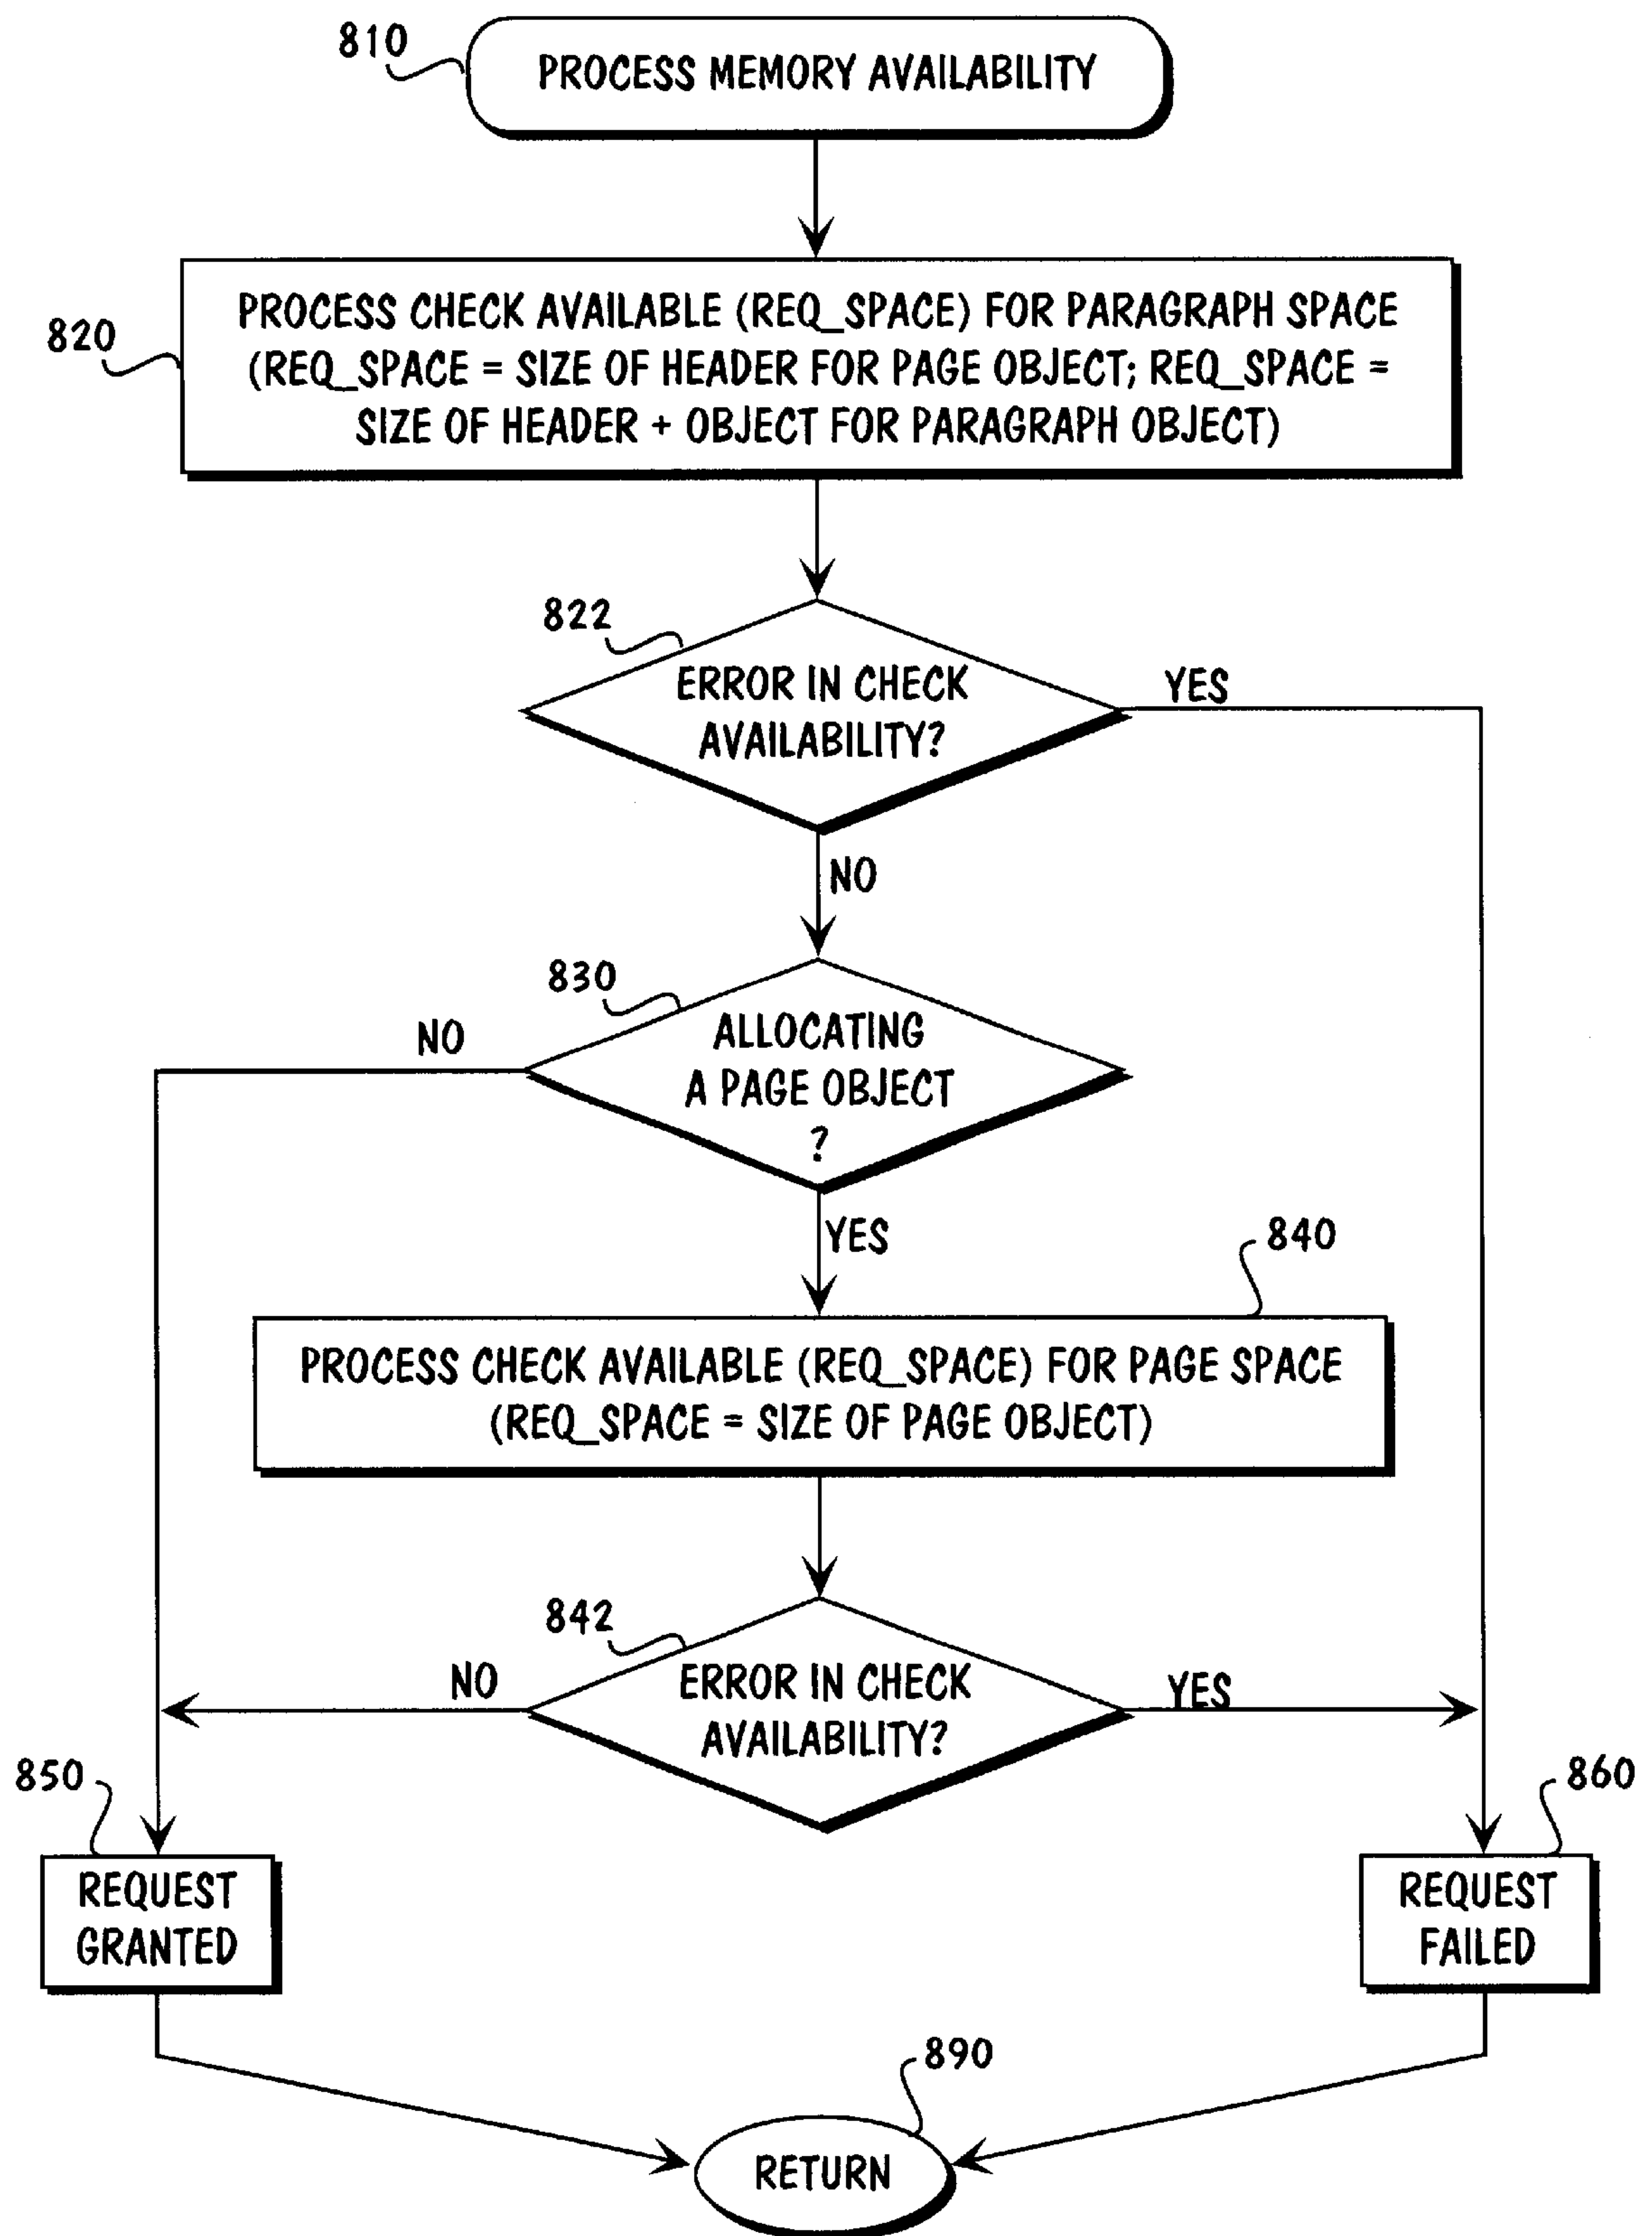 810
PROCESS MEMORY AVAILABILITY
820
PROCESS CHECK AVAILABLE (REQ_SPACE) FOR PARAGRAPH SPACE
(REQ_SPACE = SIZE OF HEADER FOR PAGE OBJECT; REQ_SPACE =
SIZE OF HEADER + OBJECT FOR PARAGRAPH OBJECT)
822
ERROR IN CHECK
AVAILABILITY?
YES
NO
830
NO
ALLOCATING
A PAGE OBJECT
?
YES
840
PROCESS CHECK AVAILABLE (REQ_SPACE) FOR PAGE SPACE
(REQ_SPACE = SIZE OF PAGE OBJECT)
842
NO
ERROR IN CHECK
AVAILABILITY?
YES
850
REQUEST
GRANTED
860
REQUEST
FAILED
890
RETURN